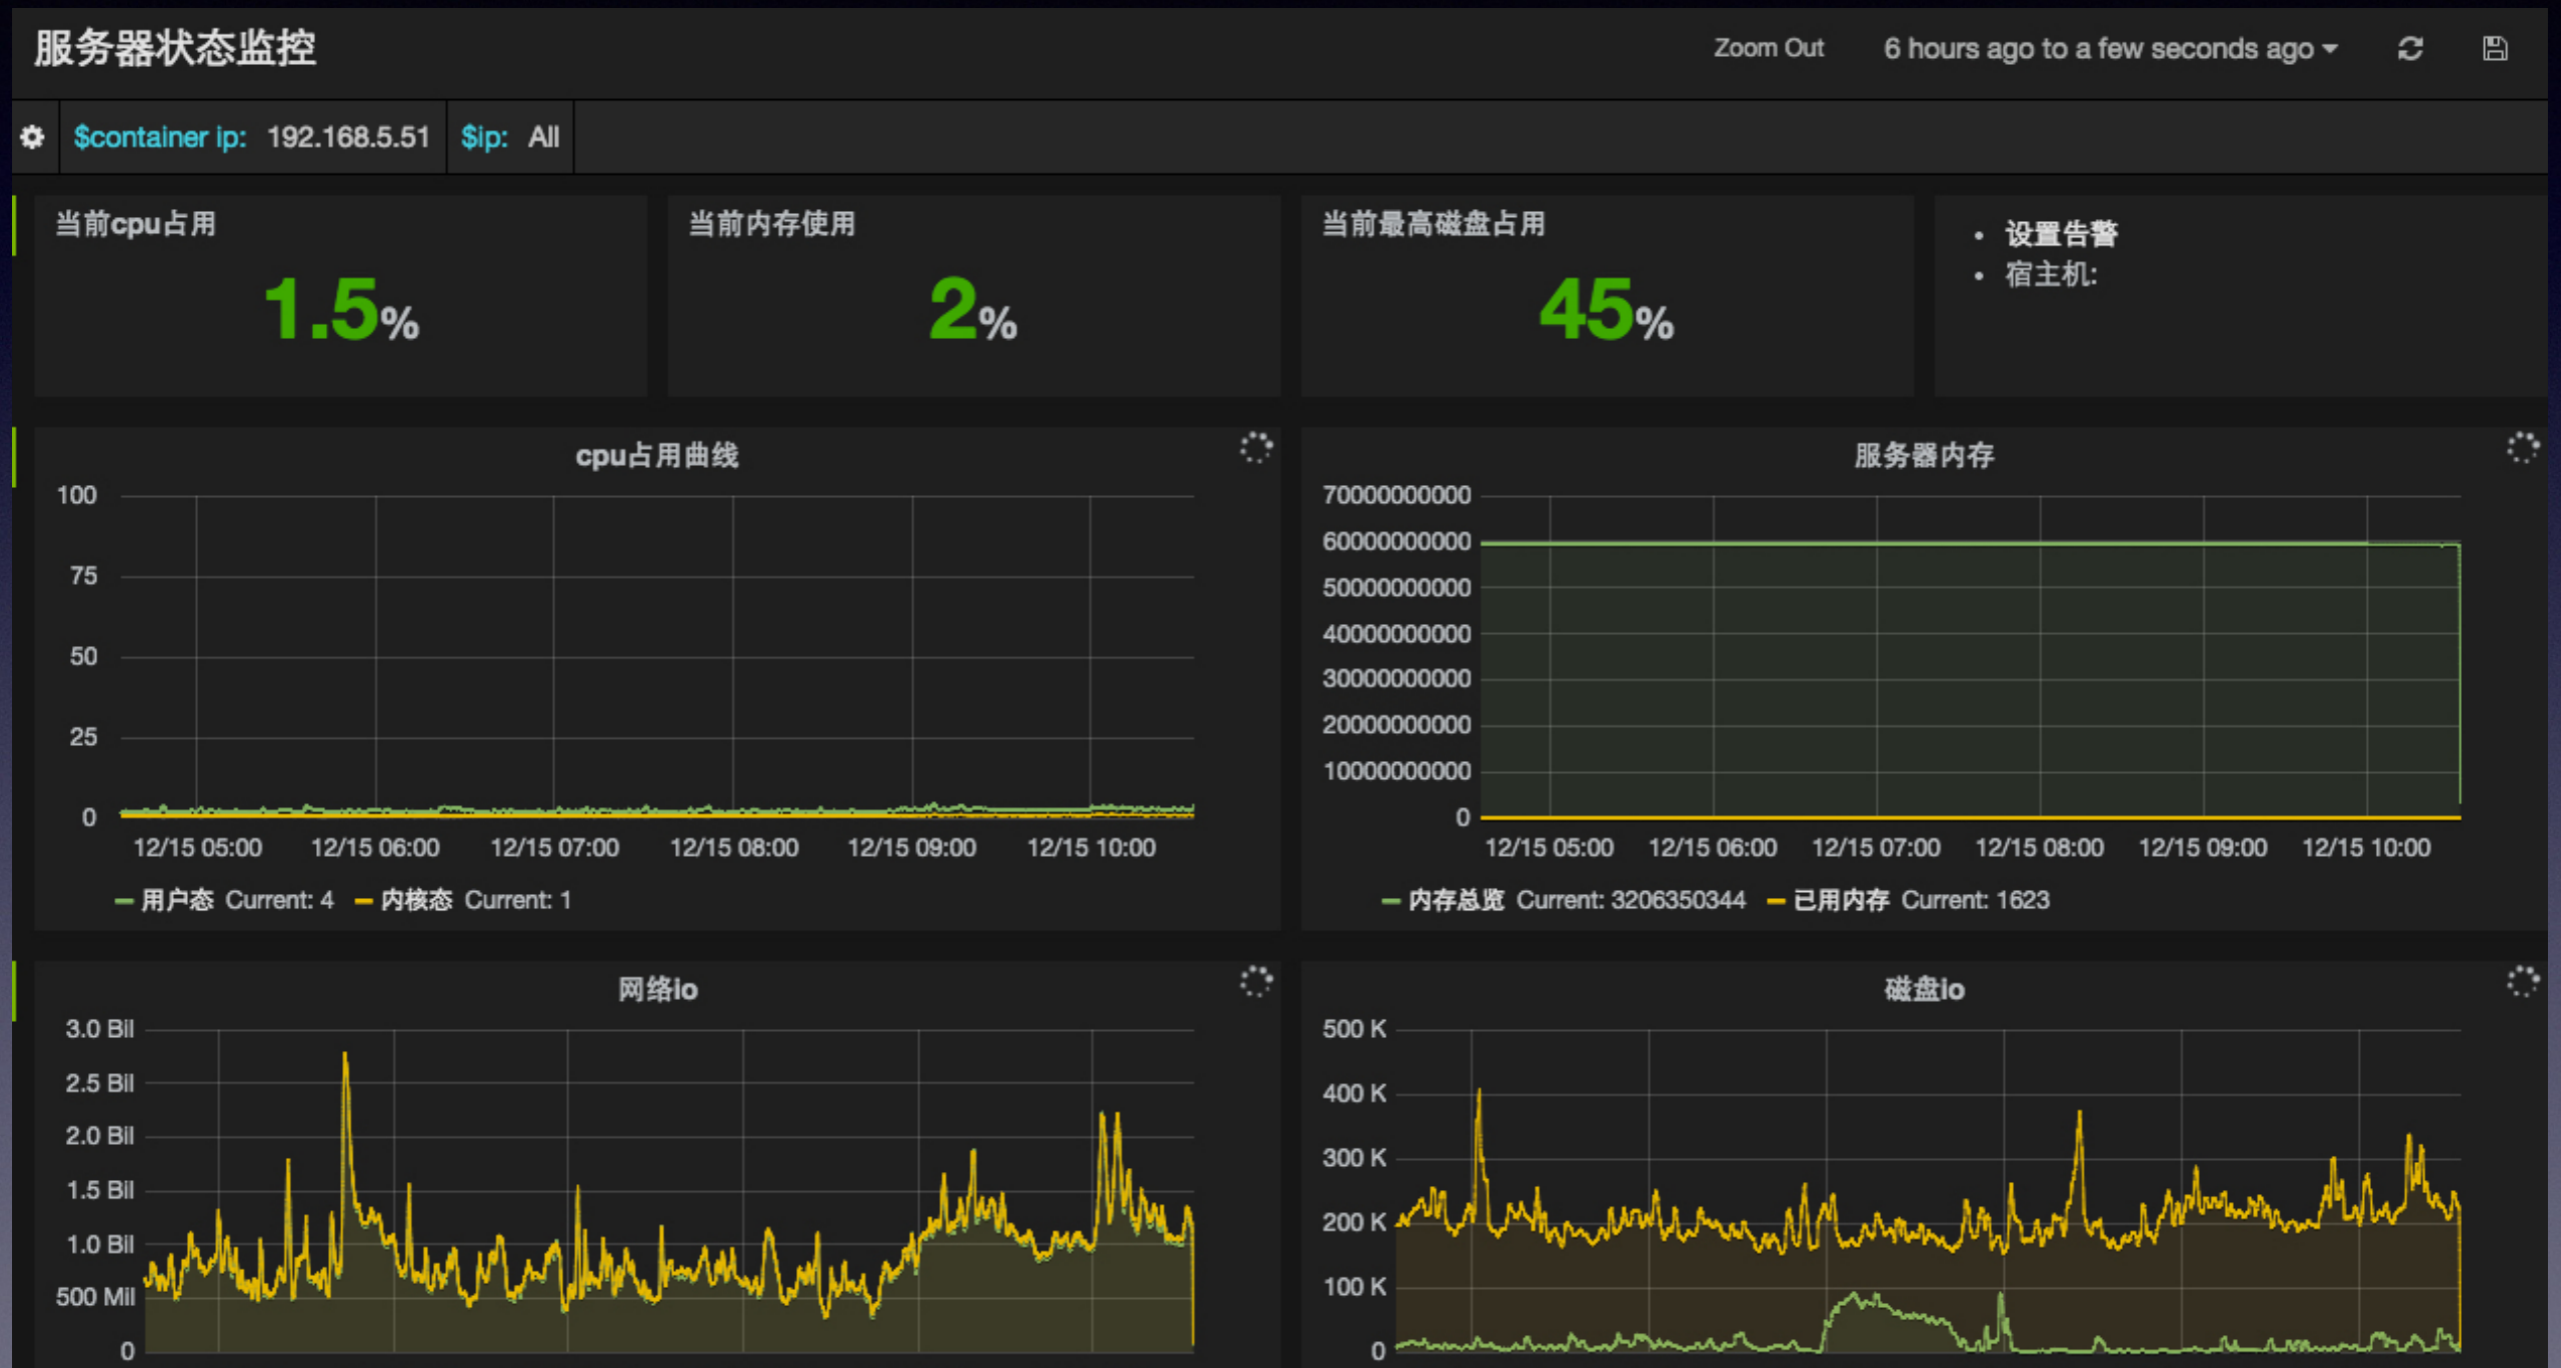 服务器状态监控
Zoom Out 6 hours ago to a few seconds ago
$container ip: 192.168.5.51 $ip: All
当前cpu占用
1.5%
当前内存使用
2%
当前最高磁盘占用
45%
设置告警
宿主机:
cpu占用曲线
100
75
50
25
0
12/15 05:00 12/15 06:00 12/15 07:00 12/15 08:00 12/15 09:00 12/15 10:00
用户态 Current: 4 内核态 Current: 1
服务器内存
70000000000
60000000000
50000000000
40000000000
30000000000
20000000000
10000000000
0
12/15 05:00 12/15 06:00 12/15 07:00 12/15 08:00 12/15 09:00 12/15 10:00
内存总览 Current: 3206350344 已用内存 Current: 1623
网络io
3.0 Bil
2.5 Bil
2.0 Bil
1.5 Bil
1.0 Bil
500 Mil
0
磁盘io
500 K
400 K
300 K
200 K
100 K
0